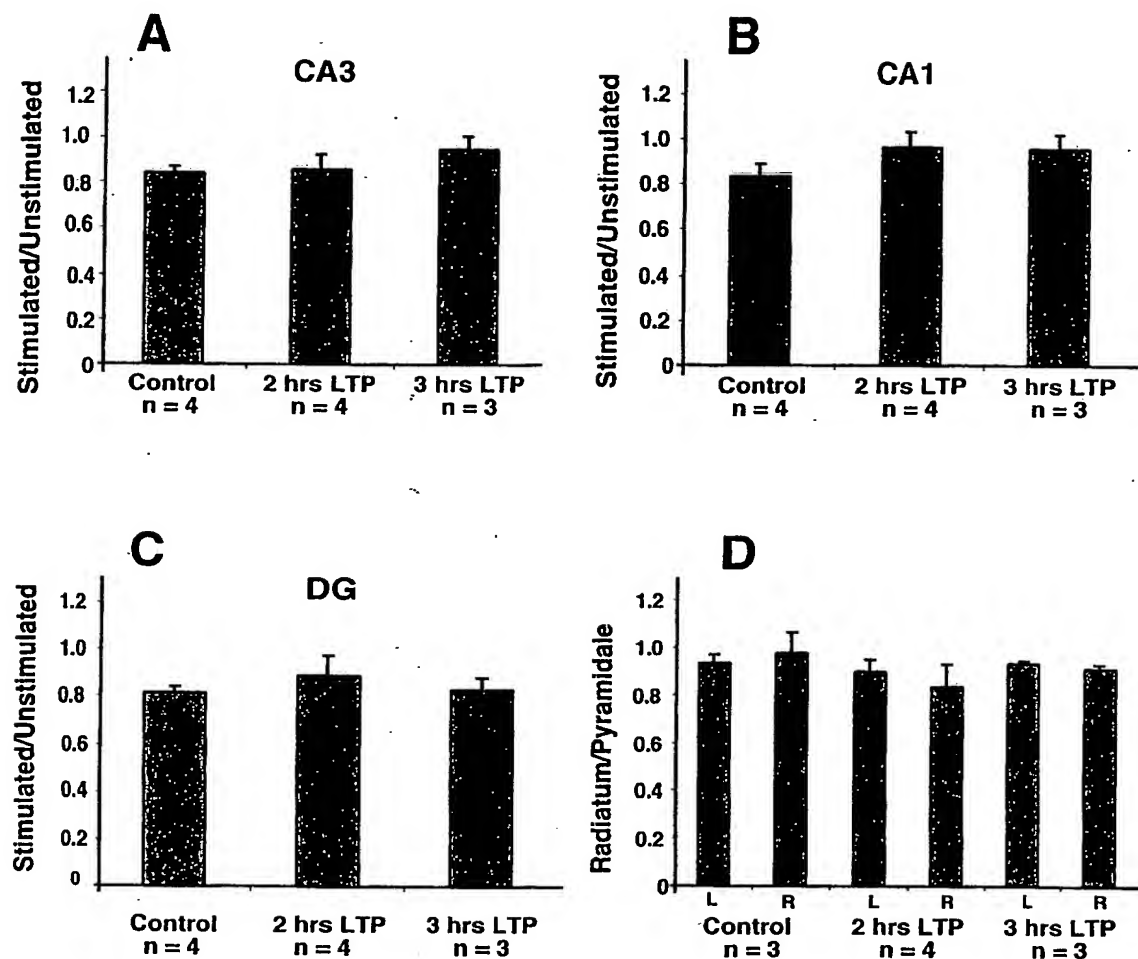 A
CA3
Stimulated/Unstimulated
1.2
1.0
0.8
0.6
0.4
0.2
0
Control 2 hrs LTP 3 hrs LTP
n = 4 n = 4 n = 3
B
CA1
Stimulated/Unstimulated
1.2
1.0
0.8
0.6
0.4
0.2
0
Control 2 hrs LTP 3 hrs LTP
n = 4 n = 4 n = 3
C
DG
Stimulated/Unstimulated
1.2
1.0
0.8
0.6
0.4
0.2
0
Control 2 hrs LTP 3 hrs LTP
n = 4 n = 4 n = 3
D
Radiatum/Pyramidale
1.2
1.0
0.8
0.6
0.4
0.2
0
L R L R L R
Control 2 hrs LTP 3 hrs LTP
n = 3 n = 4 n = 3